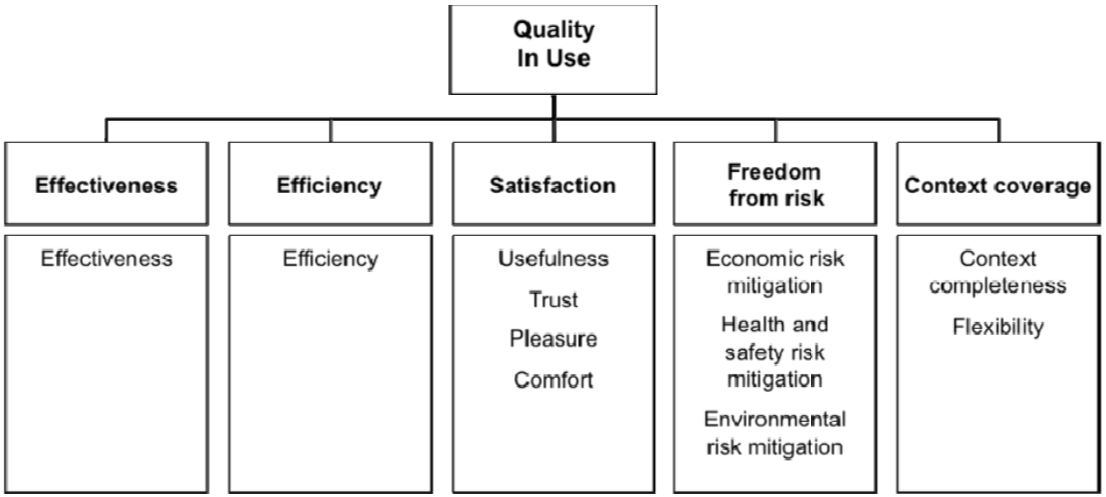 Quality
In Use
Effectiveness
Efficiency
Satisfaction
Freedom
from risk
Context coverage
Effectiveness
Efficiency
Usefulness
Trust
Pleasure
Comfort
Economic risk
mitigation
Health and
safety risk
mitigation
Environmental
risk mitigation
Context
completeness
Flexibility